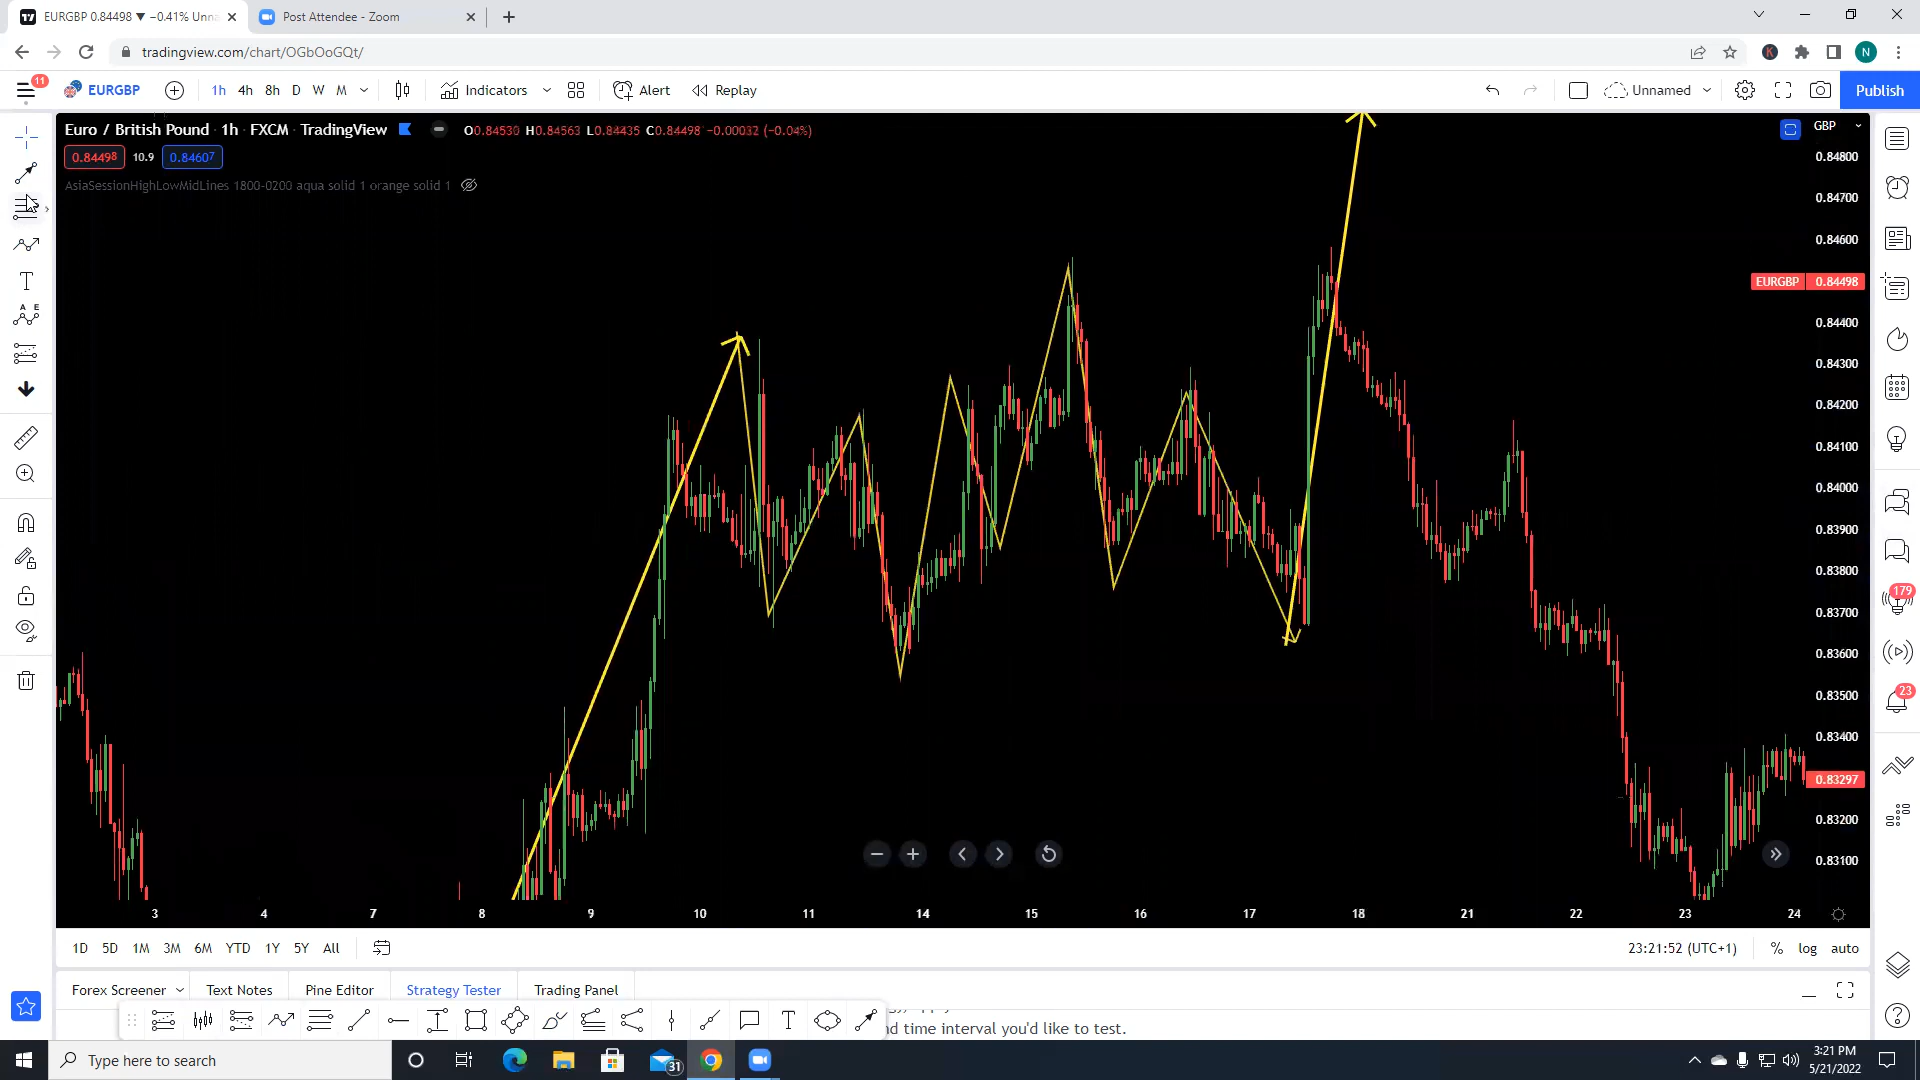 EURGBP 0.84498 ▼ −0.41% Unna
Post Attendee - Zoom
tradingview.com/chart/OGbOoGQt/
N
11
EURGBP
1h 4h 8h D W M
Indicators
Alert
Replay
Unnamed
Publish
Euro / British Pound · 1h · FXCM · TradingView
O0.84530 H0.84563 L0.84435 C0.84498 −0.00032 (−0.04%)
GBP
0.84498 10.9 0.84607
AsiaSessionHighLowMidLines 1800-0200 aqua solid 1 orange solid 1
0.84800
0.84700
0.84600
EURGBP 0.84498
0.84400
0.84300
0.84200
0.84100
0.84000
0.83900
0.83800
0.83700
0.83600
0.83500
0.83400
0.83297
0.83200
0.83100
179
23
3 4 7 8 9 10 11 14 15 16 17 18 21 22 23 24
1D 5D 1M 3M 6M YTD 1Y 5Y All
23:21:52 (UTC+1) % log auto
Forex Screener Text Notes Pine Editor Strategy Tester Trading Panel
nd time interval you'd like to test.
Type here to search
31
3:21 PM
5/21/2022